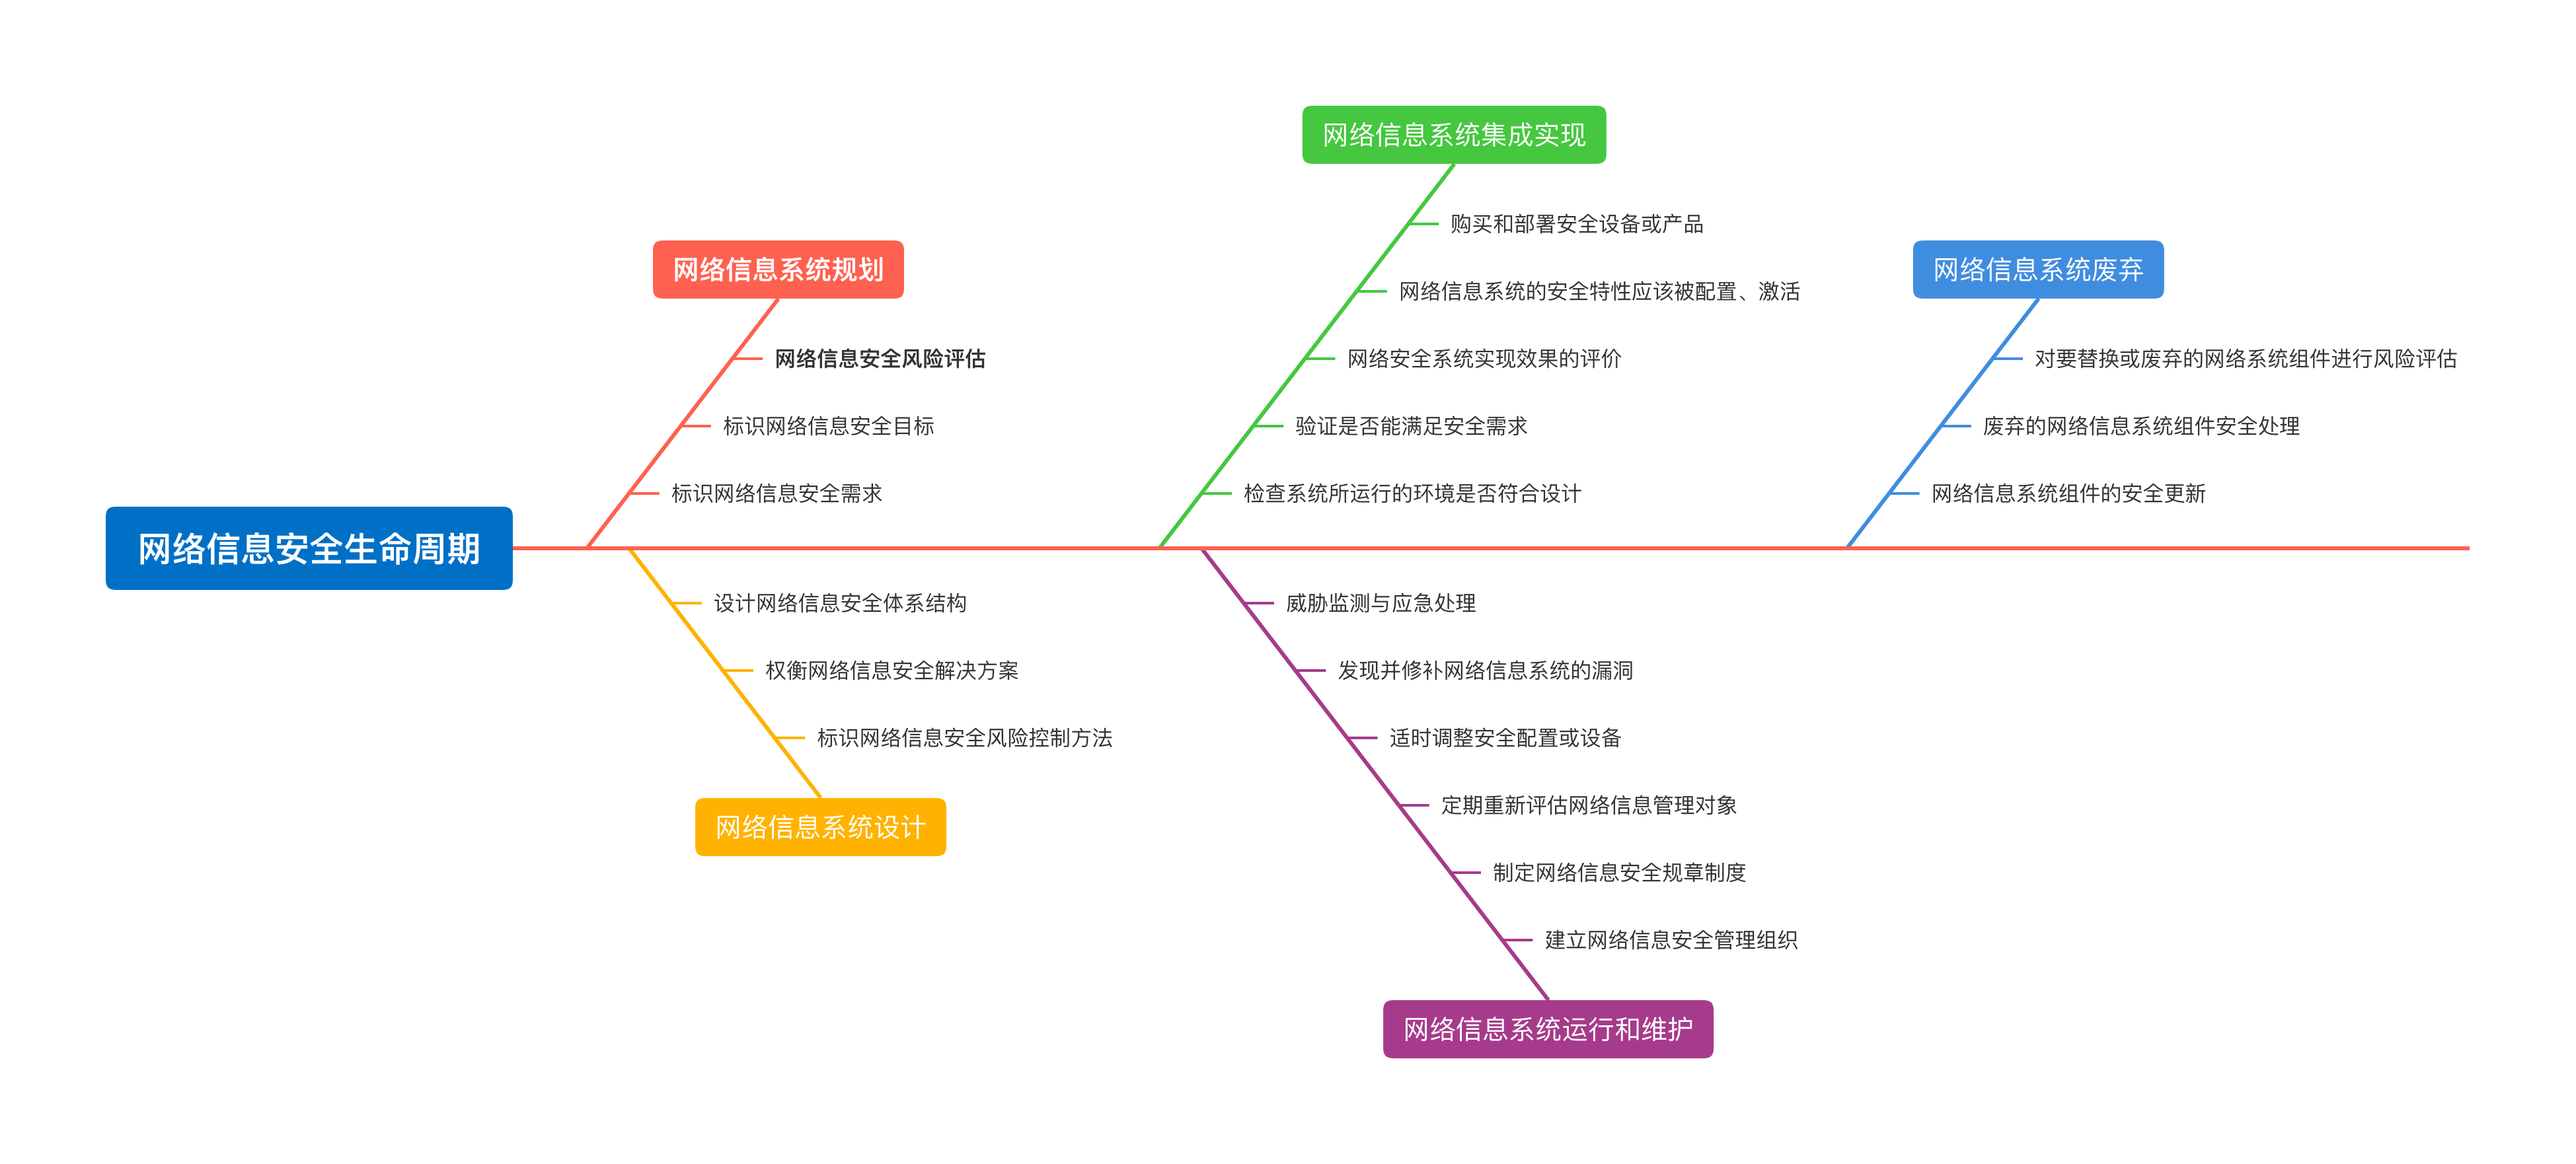 网络信息安全生命周期
网络信息系统规划
网络信息安全风险评估
标识网络信息安全目标
标识网络信息安全需求
设计网络信息安全体系结构
权衡网络信息安全解决方案
标识网络信息安全风险控制方法
网络信息系统设计
网络信息系统集成实现
购买和部署安全设备或产品
网络信息系统的安全特性应该被配置、激活
网络安全系统实现效果的评价
验证是否能满足安全需求
检查系统所运行的环境是否符合设计
威胁监测与应急处理
发现并修补网络信息系统的漏洞
适时调整安全配置或设备
定期重新评估网络信息管理对象
制定网络信息安全规章制度
建立网络信息安全管理组织
网络信息系统运行和维护
网络信息系统废弃
对要替换或废弃的网络系统组件进行风险评估
废弃的网络信息系统组件安全处理
网络信息系统组件的安全更新